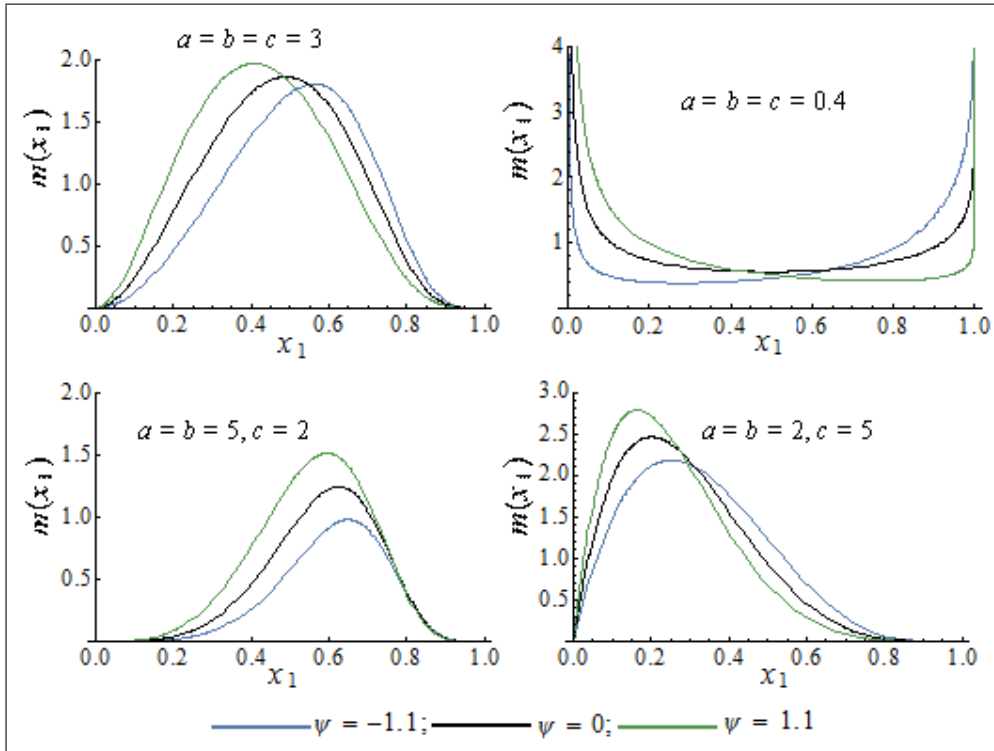 a = b = c = 3
2.0
1.5
1.0
0.5
m(x1)
0.0 0.2 0.4 0.6 0.8 1.0
x1
a = b = c = 0.4
4
3
2
1
m(x1)
0.0 0.2 0.4 0.6 0.8 1.0
x1
a = b = 5, c = 2
2.0
1.5
1.0
0.5
m(x1)
0.0 0.2 0.4 0.6 0.8 1.0
x1
a = b = 2, c = 5
3.0
2.5
2.0
1.5
1.0
0.5
m(x1)
0.0 0.2 0.4 0.6 0.8 1.0
x1
ψ = −1.1; ψ = 0; ψ = 1.1